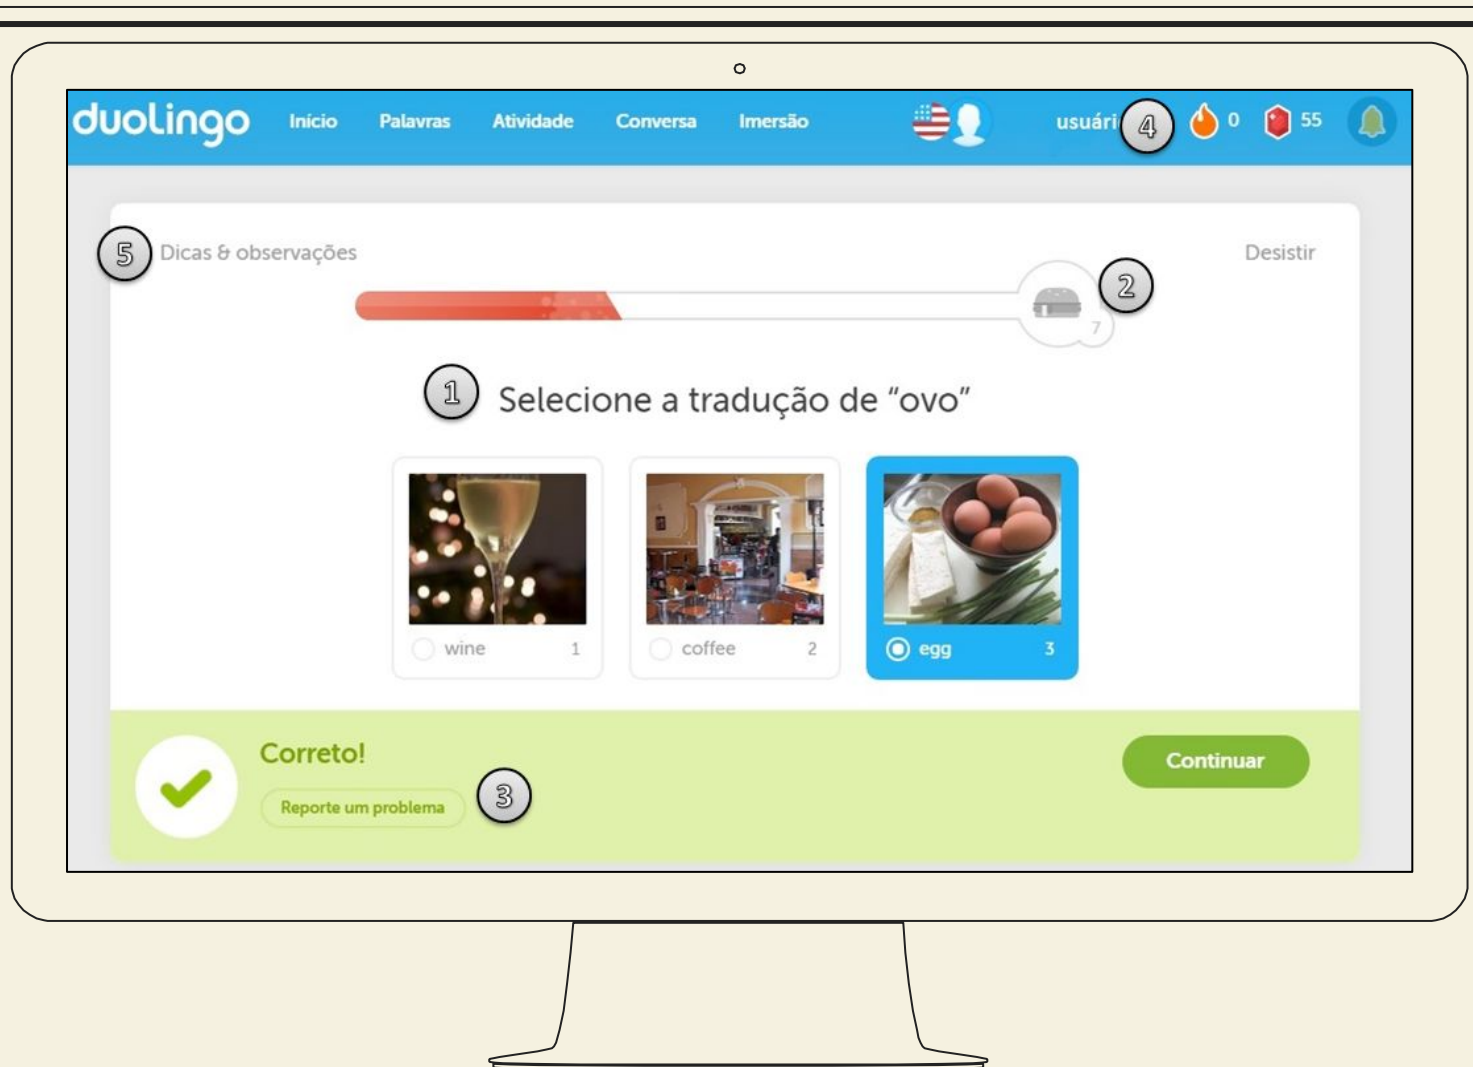 duolingo Início Palavras Atividade Conversa Imersão usuári 4 0 55
5 Dicas & observações Desistir
2
7
1 Selecione a tradução de “ovo”
wine 1 coffee 2 egg 3
Correto!
Continuar
Reporte um problema 3